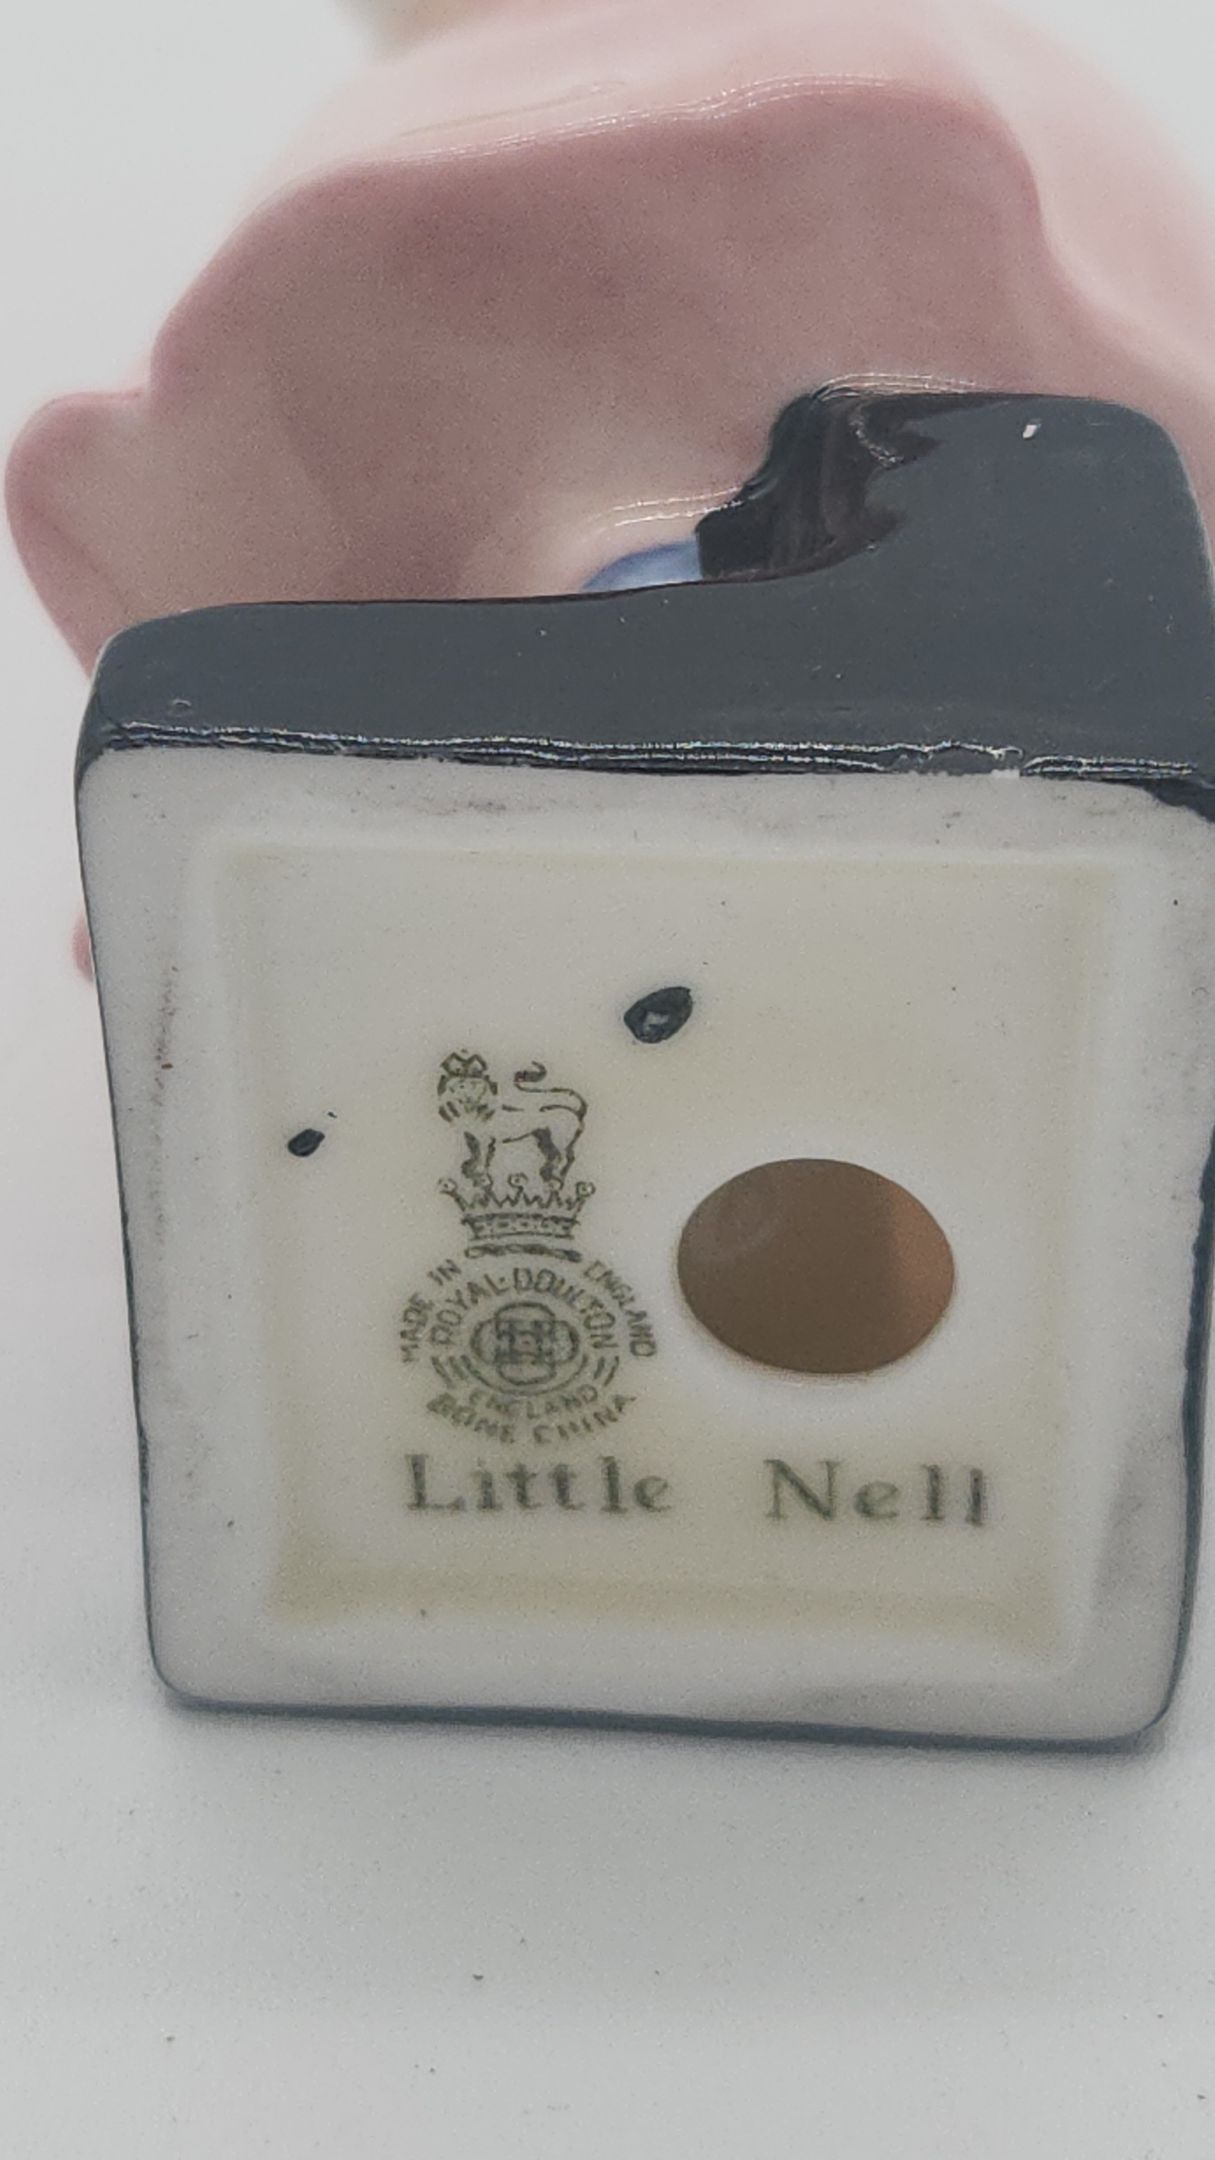 MADE IN ENGLAND
ROYAL·DOULTON
ENGLAND
BONE CHINA
Little Nell